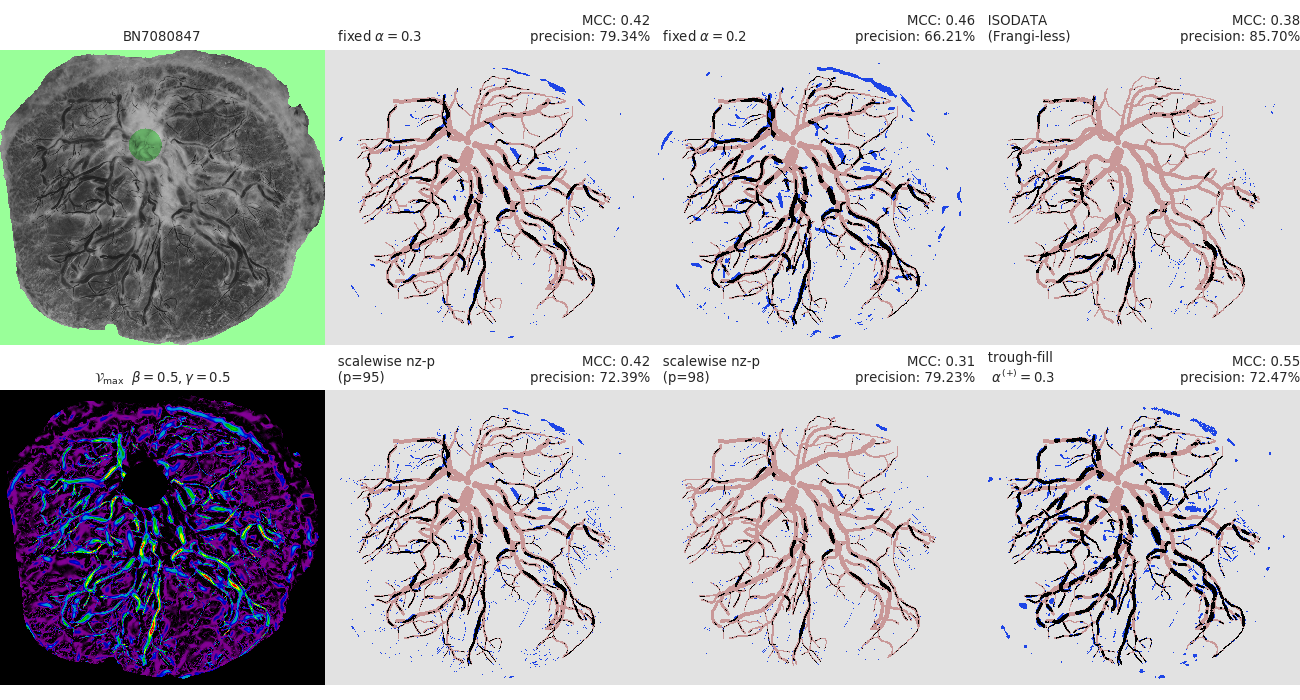 BN7080847
fixed α = 0.3
MCC: 0.42
precision: 79.34%
fixed α = 0.2
MCC: 0.46
precision: 66.21%
ISODATA
(Frangi-less)
MCC: 0.38
precision: 85.70%
𝒱max β = 0.5, γ = 0.5
scalewise nz-p
(p=95)
MCC: 0.42
precision: 72.39%
scalewise nz-p
(p=98)
MCC: 0.31
precision: 79.23%
trough-fill
α(+) = 0.3
MCC: 0.55
precision: 72.47%